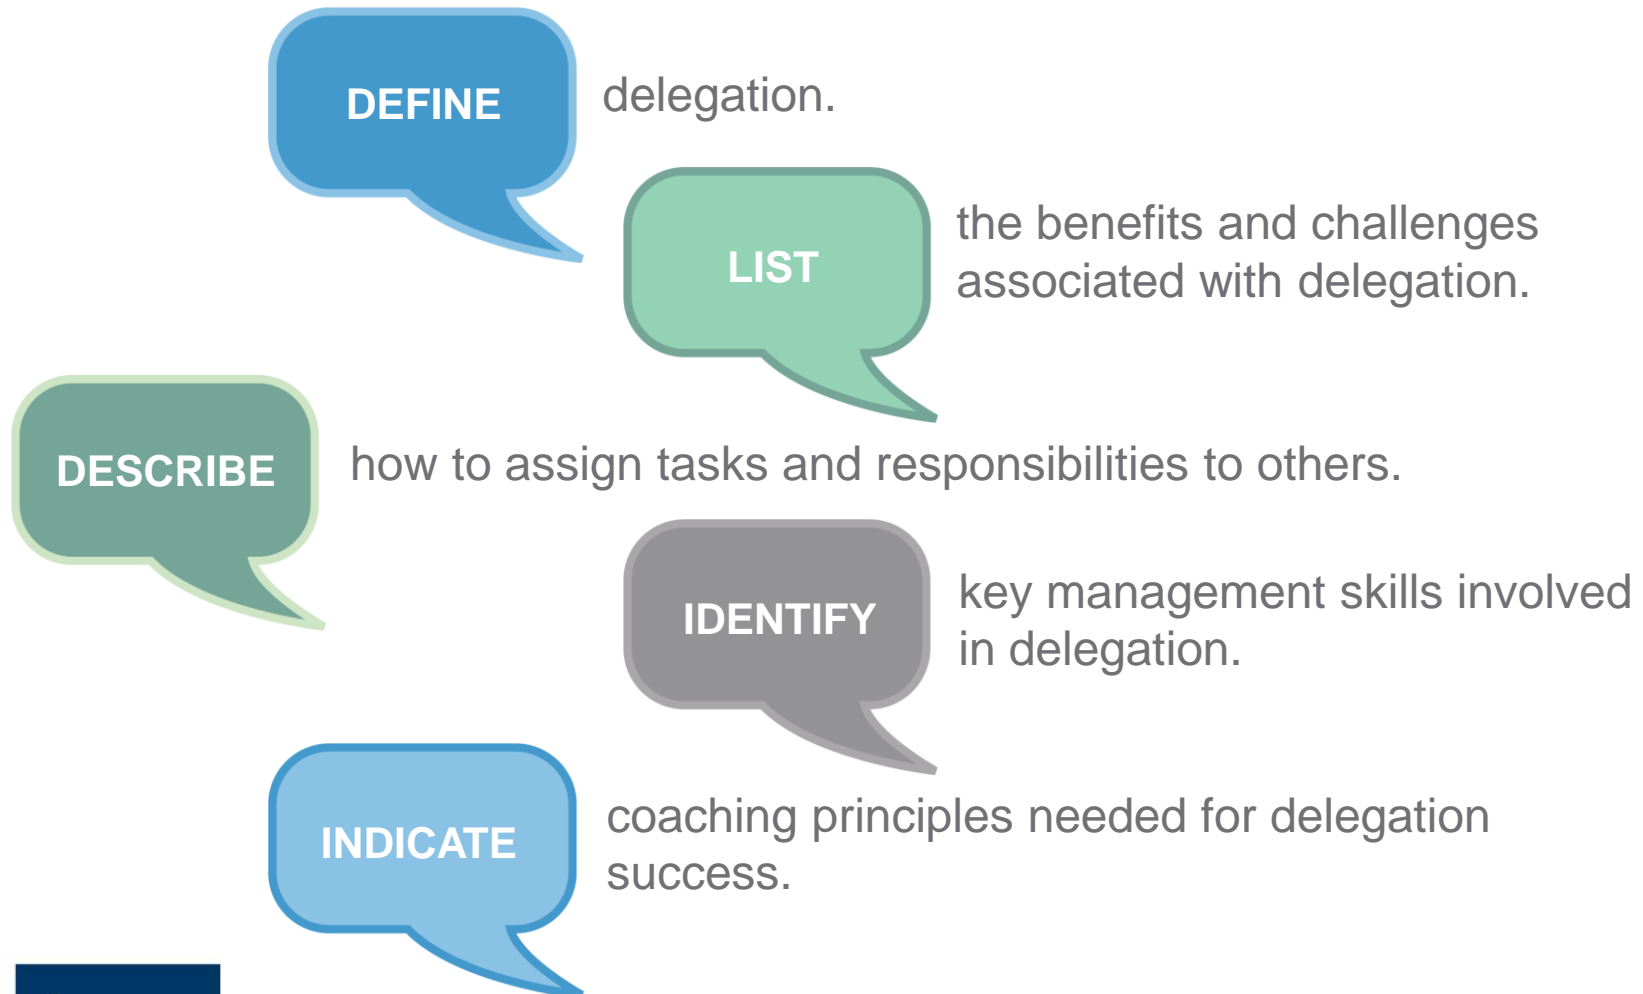 DEFINE
delegation.
LIST
the benefits and challenges
associated with delegation.
DESCRIBE
how to assign tasks and responsibilities to others.
IDENTIFY
key management skills involved
in delegation.
INDICATE
coaching principles needed for delegation
success.